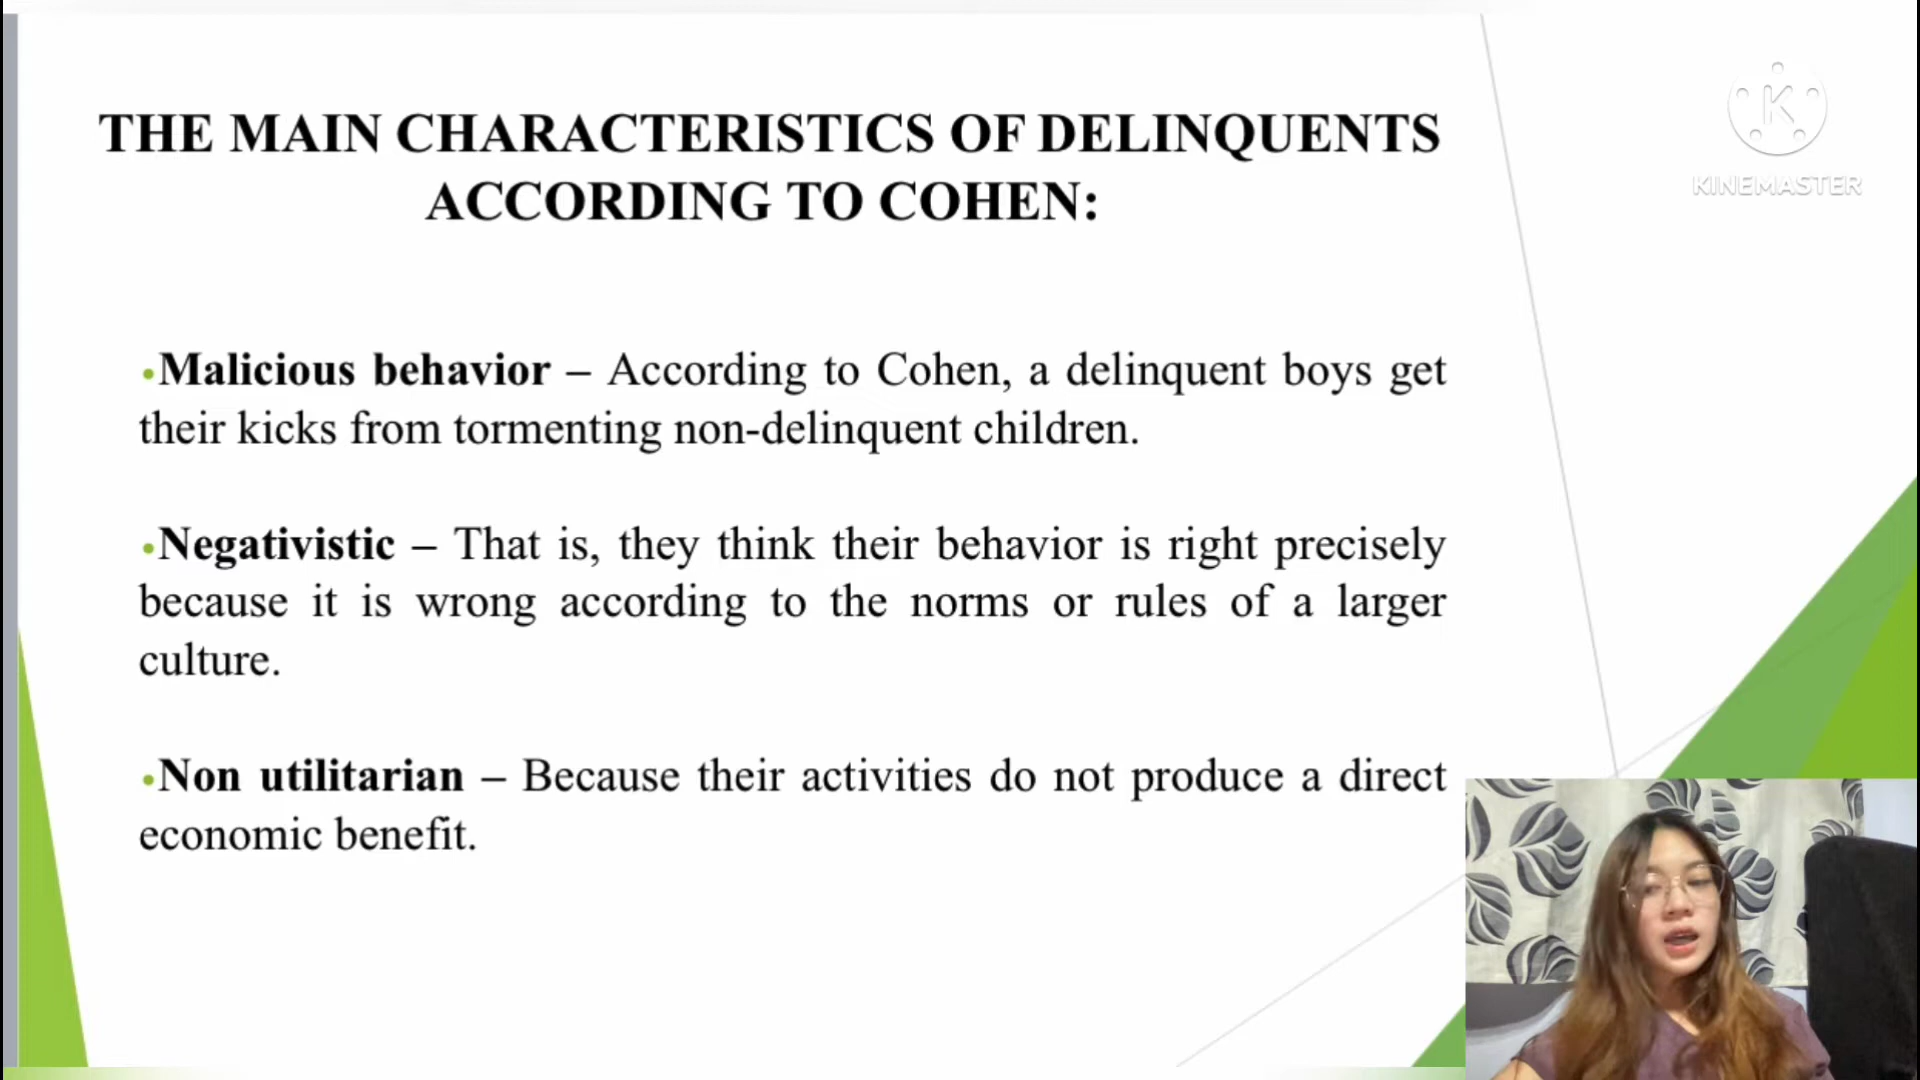 THE MAIN CHARACTERISTICS OF DELINQUENTS
ACCORDING TO COHEN:
KINEMASTER
•Malicious behavior – According to Cohen, a delinquent boys get
their kicks from tormenting non-delinquent children.
•Negativistic – That is, they think their behavior is right precisely
because it is wrong according to the norms or rules of a larger
culture.
•Non utilitarian – Because their activities do not produce a direct
economic benefit.